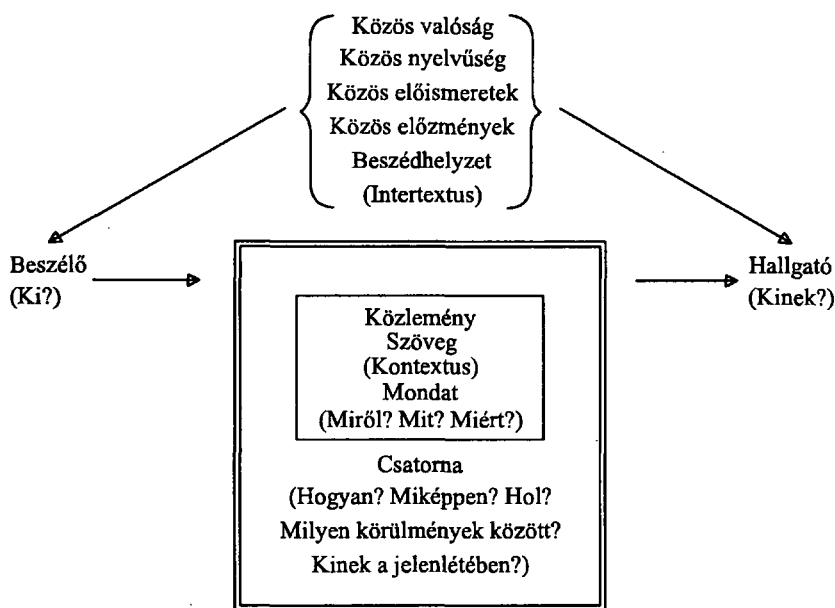 Közös valóság
Közös nyelvűség
Közös előismeretek
Közös előzmények
Beszédhelyzet
(Intertextus)
Beszélő
(Ki?)
Hallgató
(Kinek?)
Közlemény
Szöveg
(Kontextus)
Mondat
(Miről? Mit? Miért?)
Csatorna
(Hogyan? Miképpen? Hol?
Milyen körülmények között?
Kinek a jelenlétében?)